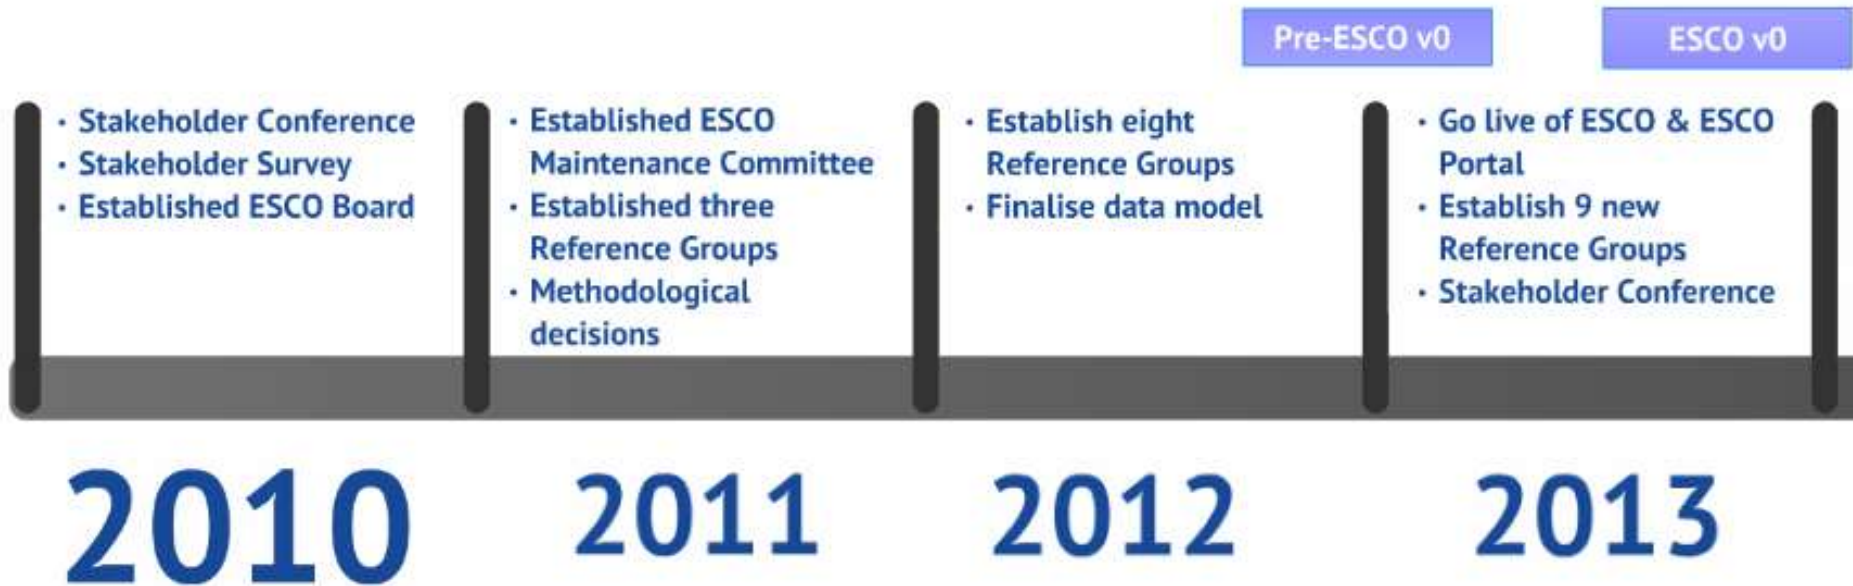 Pre-ESCO v0
ESCO v0
· Stakeholder Conference
· Stakeholder Survey
· Established ESCO Board
· Established ESCO
Maintenance Committee
· Established three
Reference Groups
· Methodological
decisions
· Establish eight
Reference Groups
· Finalise data model
· Go live of ESCO & ESCO
Portal
· Establish 9 new
Reference Groups
· Stakeholder Conference
2010
2011
2012
2013